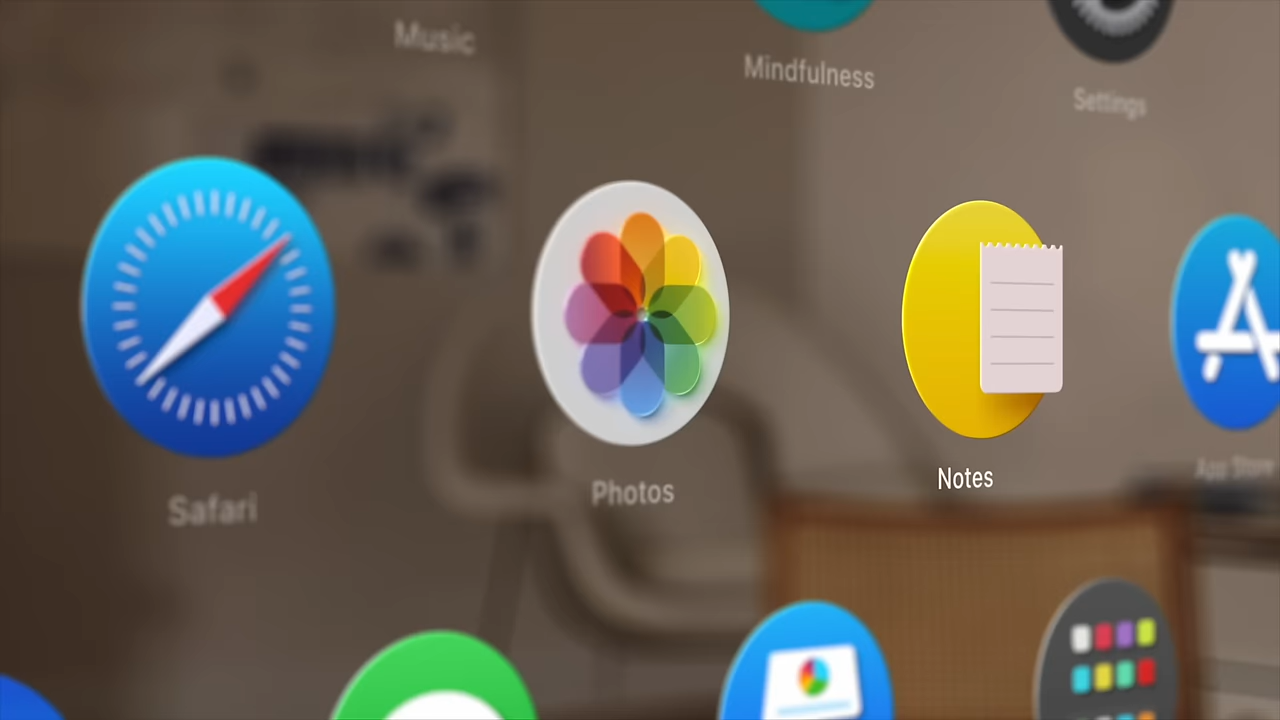 Music
Mindfulness
Settings
Safari
Photos
Notes
App Store